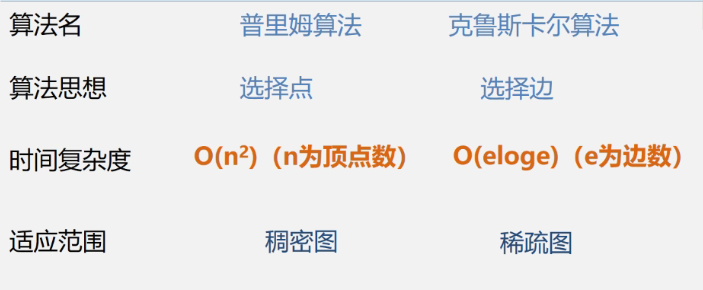 算法名 普里姆算法 克鲁斯卡尔算法
算法思想 选择点 选择边
时间复杂度 O(n²)（n为顶点数） O(eloge)（e为边数）
适应范围 稠密图 稀疏图